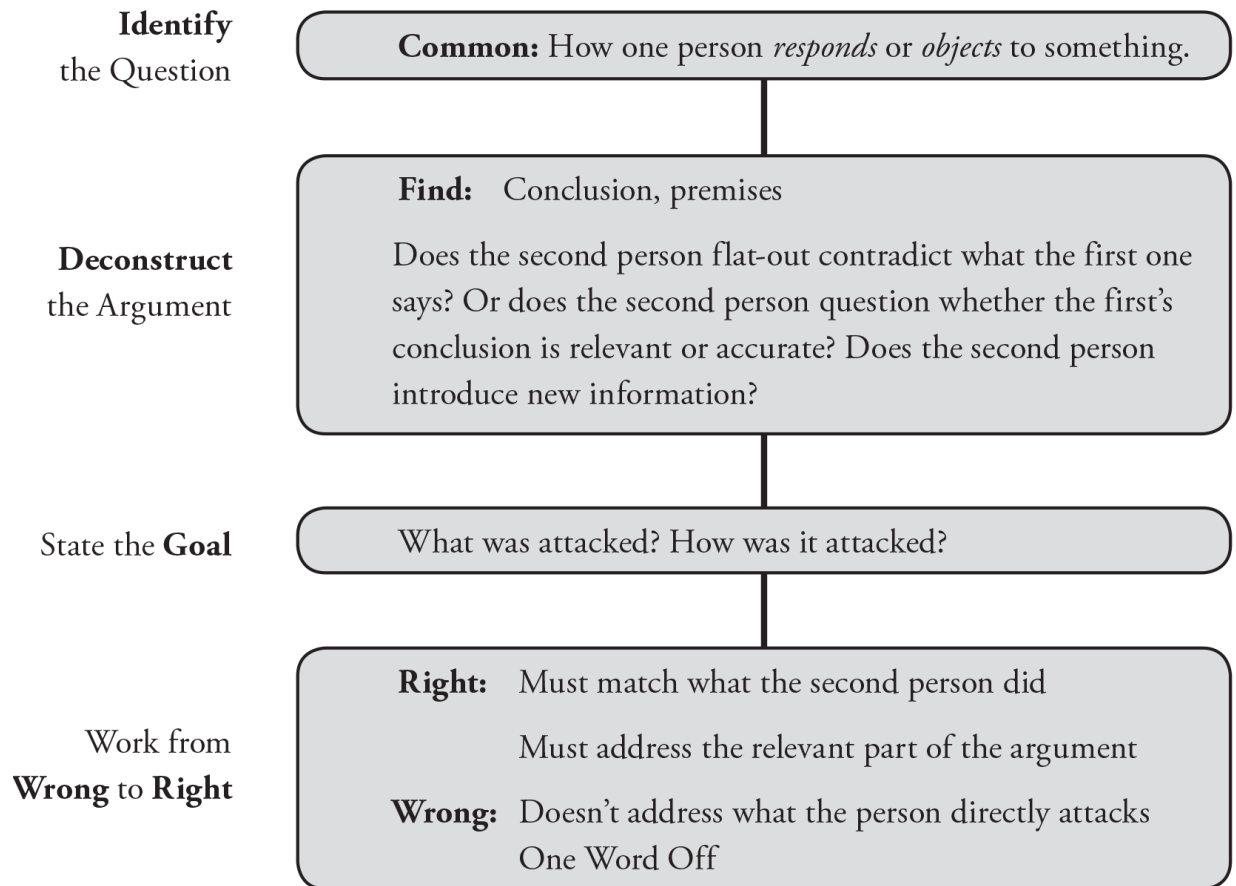 Identify
the Question
Common: How one person responds or objects to something.
Deconstruct
the Argument
Find: Conclusion, premises
Does the second person flat-out contradict what the first one
says? Or does the second person question whether the first’s
conclusion is relevant or accurate? Does the second person
introduce new information?
State the Goal
What was attacked? How was it attacked?
Work from
Wrong to Right
Right: Must match what the second person did
Must address the relevant part of the argument
Wrong: Doesn’t address what the person directly attacks
One Word Off